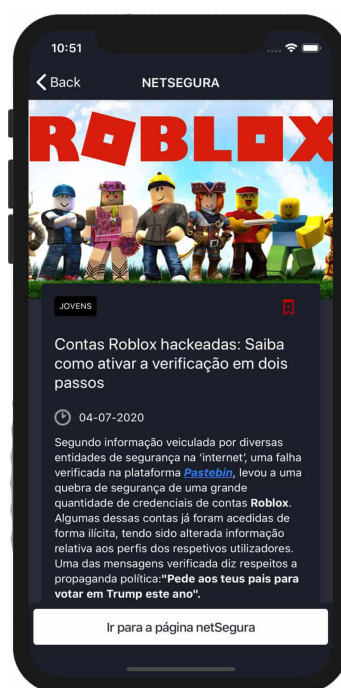 10:51
Back
NETSEGURA
ROBLOX
JOVENS
Contas Roblox hackeadas: Saiba
como ativar a verificação em dois
passos
04-07-2020
Segundo informação veiculada por diversas
entidades de segurança na 'internet', uma falha
verificada na plataforma Pastebin, levou a uma
quebra de segurança de uma grande
quantidade de credenciais de contas Roblox.
Algumas dessas contas já foram acedidas de
forma ilícita, tendo sido alterada informação
relativa aos perfis dos respetivos utilizadores.
Uma das mensagens verificada diz respeitos a
propaganda política:"Pede aos teus pais para
votar em Trump este ano".
Ir para a página netSegura